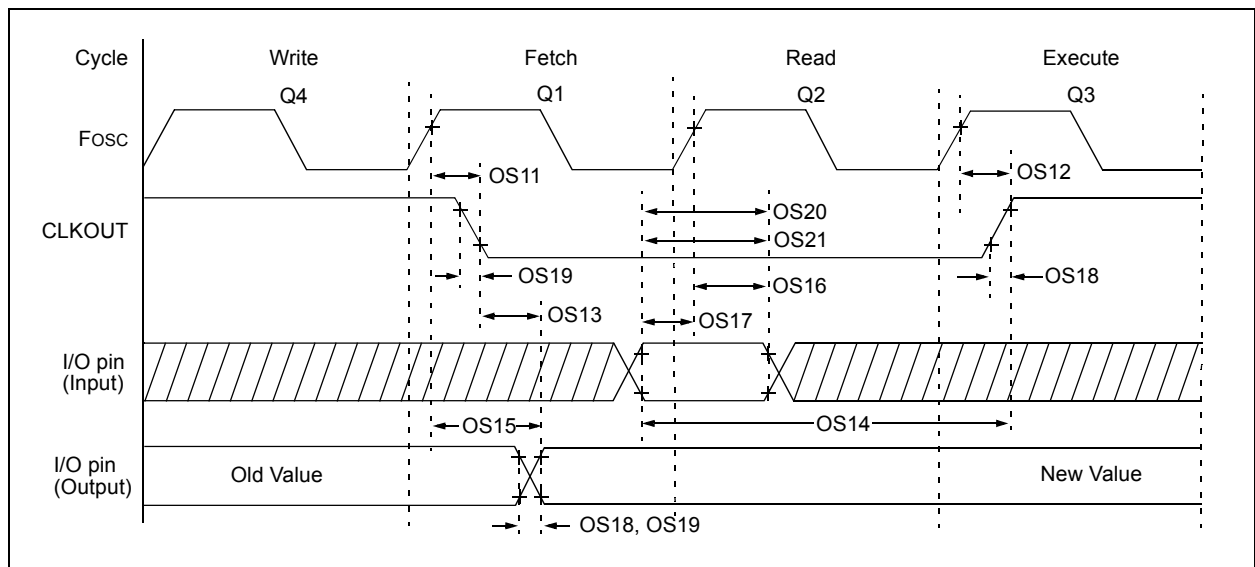 Cycle Write Fetch Read Execute
Q4 Q1 Q2 Q3
FOSC
OS11 OS12
OS20
CLKOUT
OS21
OS19 OS16 OS18
OS13 OS17
I/O pin
(Input)
OS15 OS14
I/O pin
(Output)
Old Value New Value
OS18, OS19